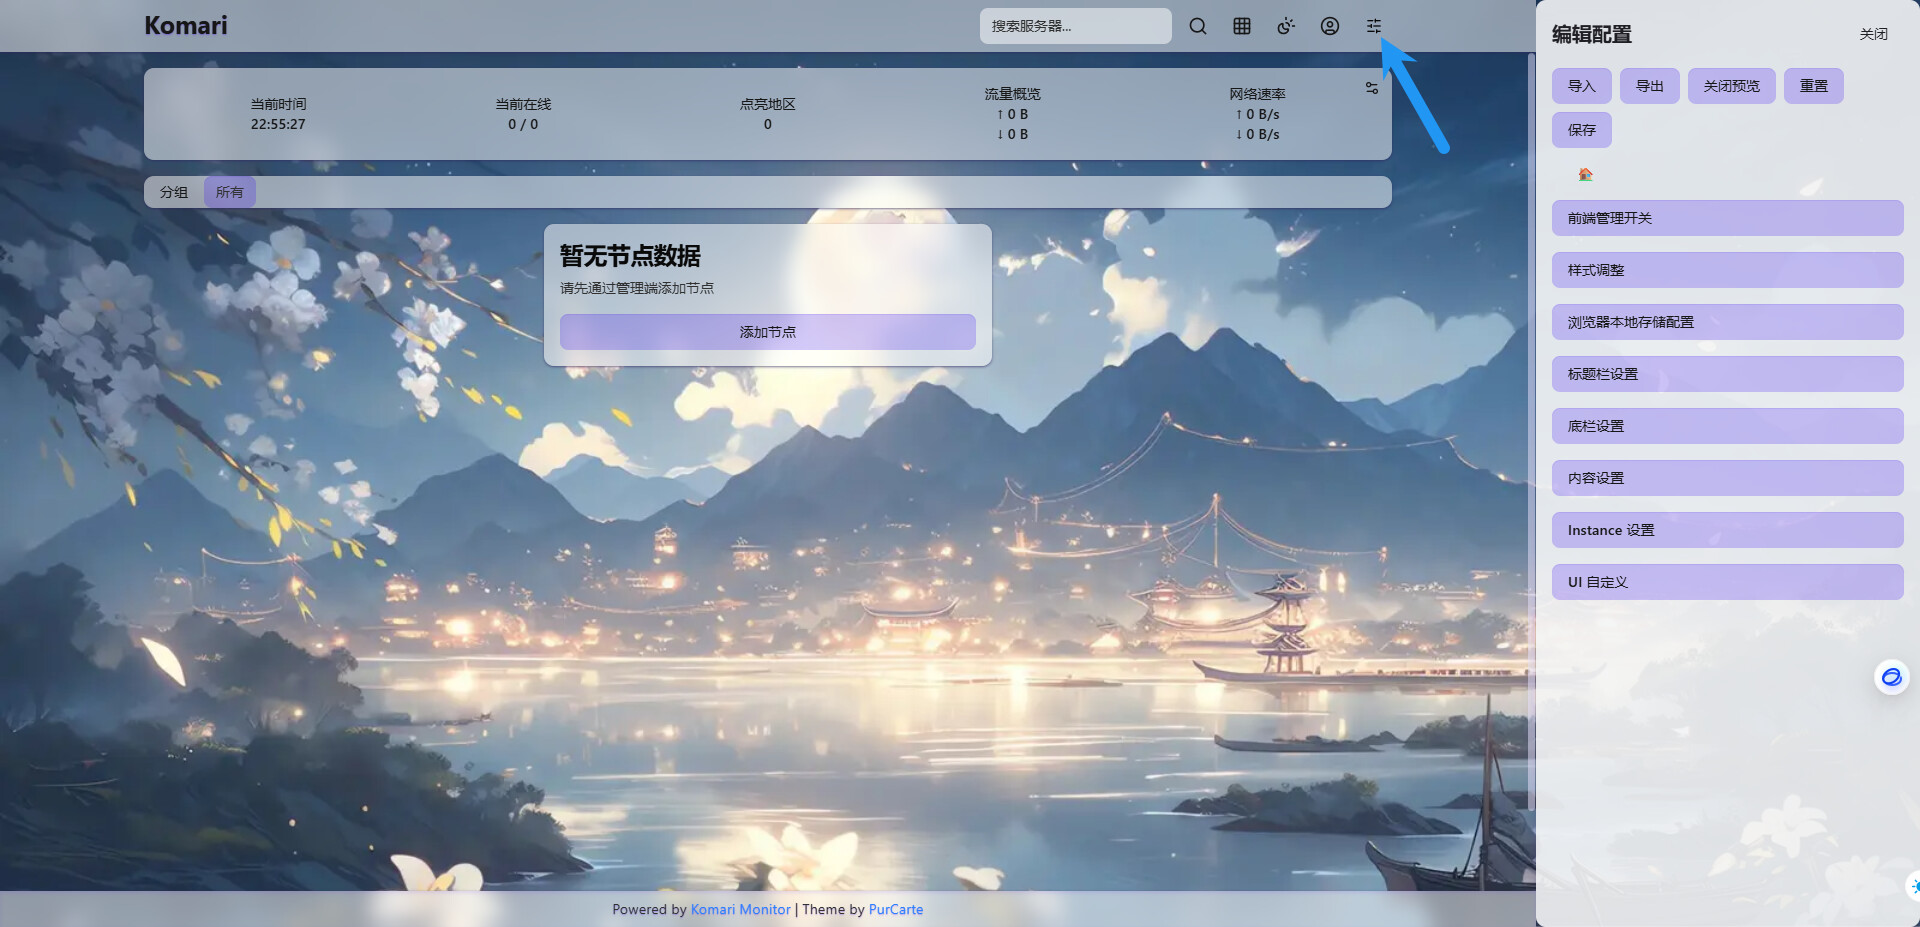 Komari
搜索服务器...
当前时间
22:55:27
当前在线
0 / 0
点亮地区
0
流量概览
↑ 0 B
↓ 0 B
网络速率
↑ 0 B/s
↓ 0 B/s
分组 所有
暂无节点数据
请先通过管理端添加节点
添加节点
Powered by Komari Monitor | Theme by PurCarte
编辑配置 关闭
导入 导出 关闭预览 重置
保存
前端管理开关
样式调整
浏览器本地存储配置
标题栏设置
底栏设置
内容设置
Instance 设置
UI 自定义